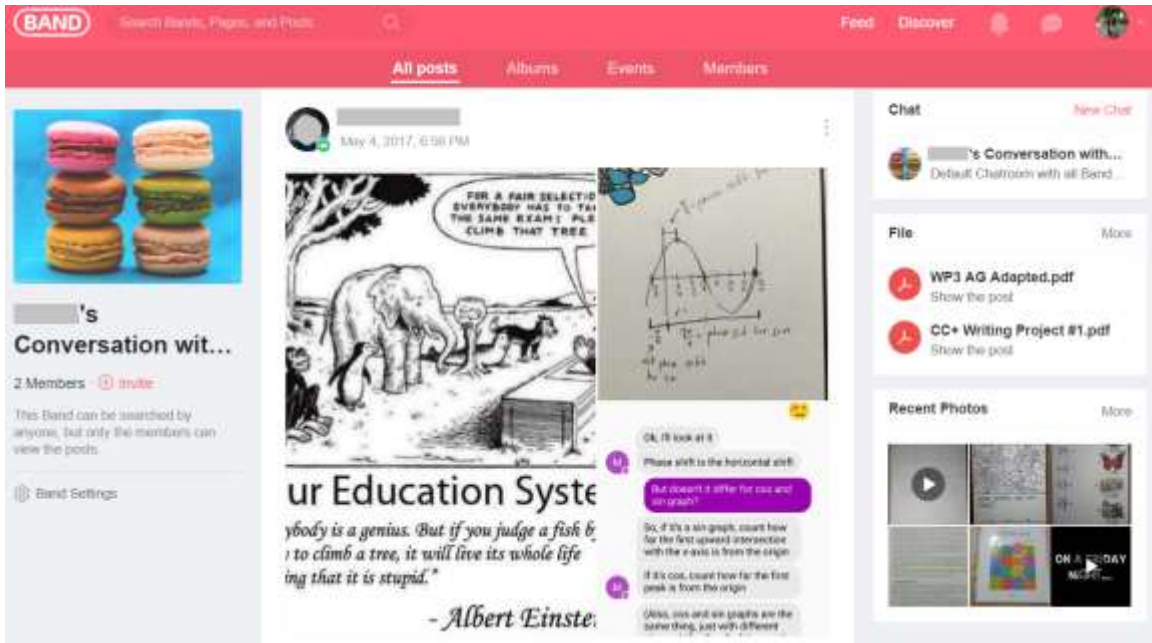 BAND
Search Bands, Pages, and Posts
Feed
Discover
All posts
Albums
Events
Members
's
Conversation wit...
2 Members
Invite
This Band can be searched by
anyone, but only the members can
view the posts.
Band Settings
May 4, 2017, 6:56 PM
FOR A FAIR SELECTIO
EVERYBODY HAS TO TA
THE SAME EXAM: PLE
CLIMB THAT TREE
ur Education Syste
ybody is a genius. But if you judge a fish b
to climb a tree, it will live its whole life
ing that it is stupid."
- Albert Einste
Ok, I'll look at it
Phase shift is the horizontal shift
But doesn't it differ for cos and
sin graph?
So, if it's a sin graph, count how
far the first upward intersection
with the x-axis is from the origin
If it's cos, count how far the first
peak is from the origin
(Also, cos and sin graphs are the
same thing, just with different
Chat
New Chat
's Conversation with...
Default Chatroom with all Band...
File
More
WP3 AG Adapted.pdf
Show the post
CC+ Writing Project #1.pdf
Show the post
Recent Photos
More
ON A FRIDAY